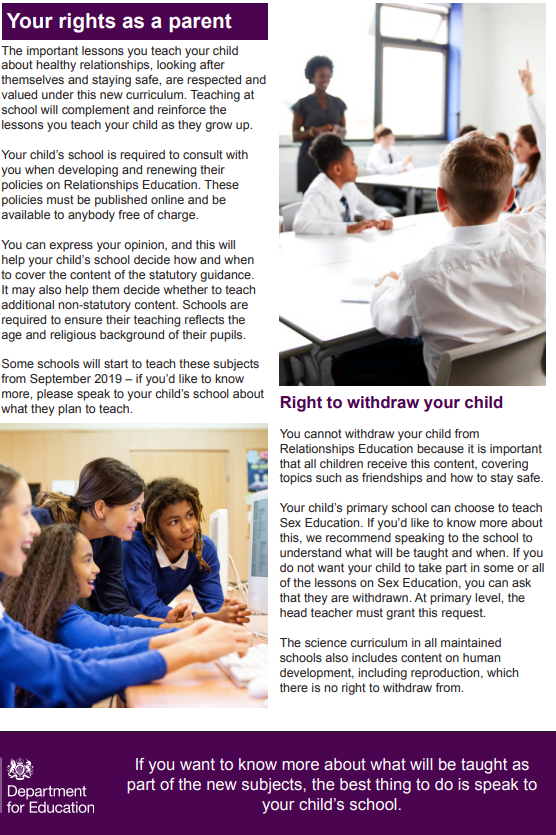 Your rights as a parent
The important lessons you teach your child
about healthy relationships, looking after
themselves and staying safe, are respected and
valued under this new curriculum. Teaching at
school will complement and reinforce the
lessons you teach your child as they grow up.
Your child's school is required to consult with
you when developing and renewing their
policies on Relationships Education. These
policies must be published online and be
available to anybody free of charge.
You can express your opinion, and this will
help your child's school decide how and when
to cover the content of the statutory guidance.
It may also help them decide whether to teach
additional non-statutory content. Schools are
required to ensure their teaching reflects the
age and religious background of their pupils.
Some schools will start to teach these subjects
from September 2019 – if you'd like to know
more, please speak to your child's school about
what they plan to teach.
Right to withdraw your child
You cannot withdraw your child from
Relationships Education because it is important
that all children receive this content, covering
topics such as friendships and how to stay safe.
Your child's primary school can choose to teach
Sex Education. If you'd like to know more about
this, we recommend speaking to the school to
understand what will be taught and when. If you
do not want your child to take part in some or all
of the lessons on Sex Education, you can ask
that they are withdrawn. At primary level, the
head teacher must grant this request.
The science curriculum in all maintained
schools also includes content on human
development, including reproduction, which
there is no right to withdraw from.
Department
for Education
If you want to know more about what will be taught as
part of the new subjects, the best thing to do is speak to
your child's school.